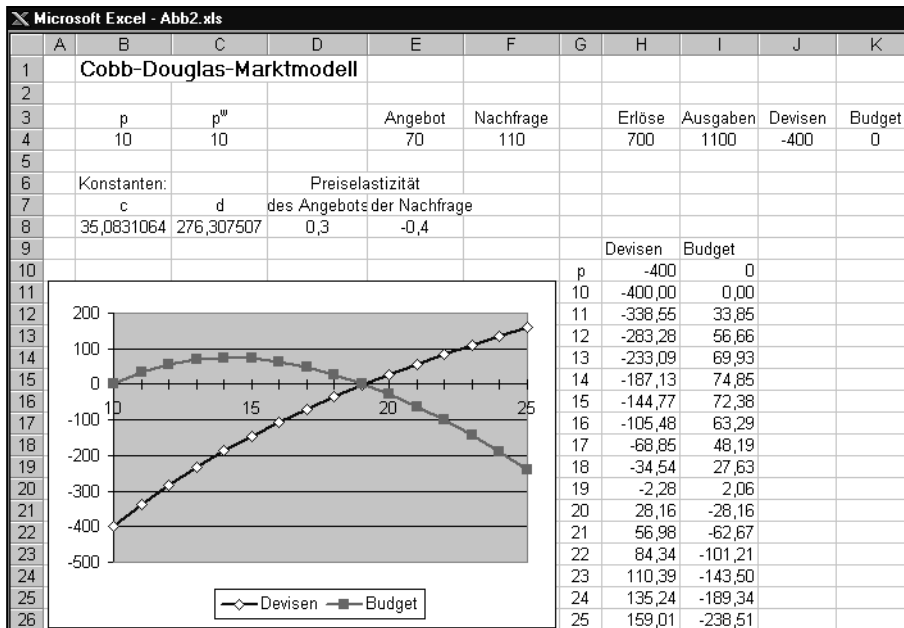 Microsoft Excel - Abb2.xls
A B C D E F G H I J K
1 Cobb-Douglas-Marktmodell
2
3 p pʷ Angebot Nachfrage Erlöse Ausgaben Devisen Budget
4 10 10 70 110 700 1100 -400 0
5
6 Konstanten: Preiselastizität
7 c d des Angebots der Nachfrage
8 35,0831064 276,307507 0,3 -0,4
9 Devisen Budget
10 p -400 0
11 10 -400,00 0,00
12 11 -338,55 33,85
13 12 -283,28 56,66
14 13 -233,09 69,93
15 14 -187,13 74,85
16 15 -144,77 72,38
17 16 -105,48 63,29
18 17 -68,85 48,19
19 18 -34,54 27,63
20 19 -2,28 2,06
21 20 28,16 -28,16
22 21 56,98 -62,67
23 22 84,34 -101,21
24 23 110,39 -143,50
25 24 135,24 -189,34
26 25 159,01 -238,51
200
100
0
-100
-200
-300
-400
-500
10 15 20 25
Devisen Budget